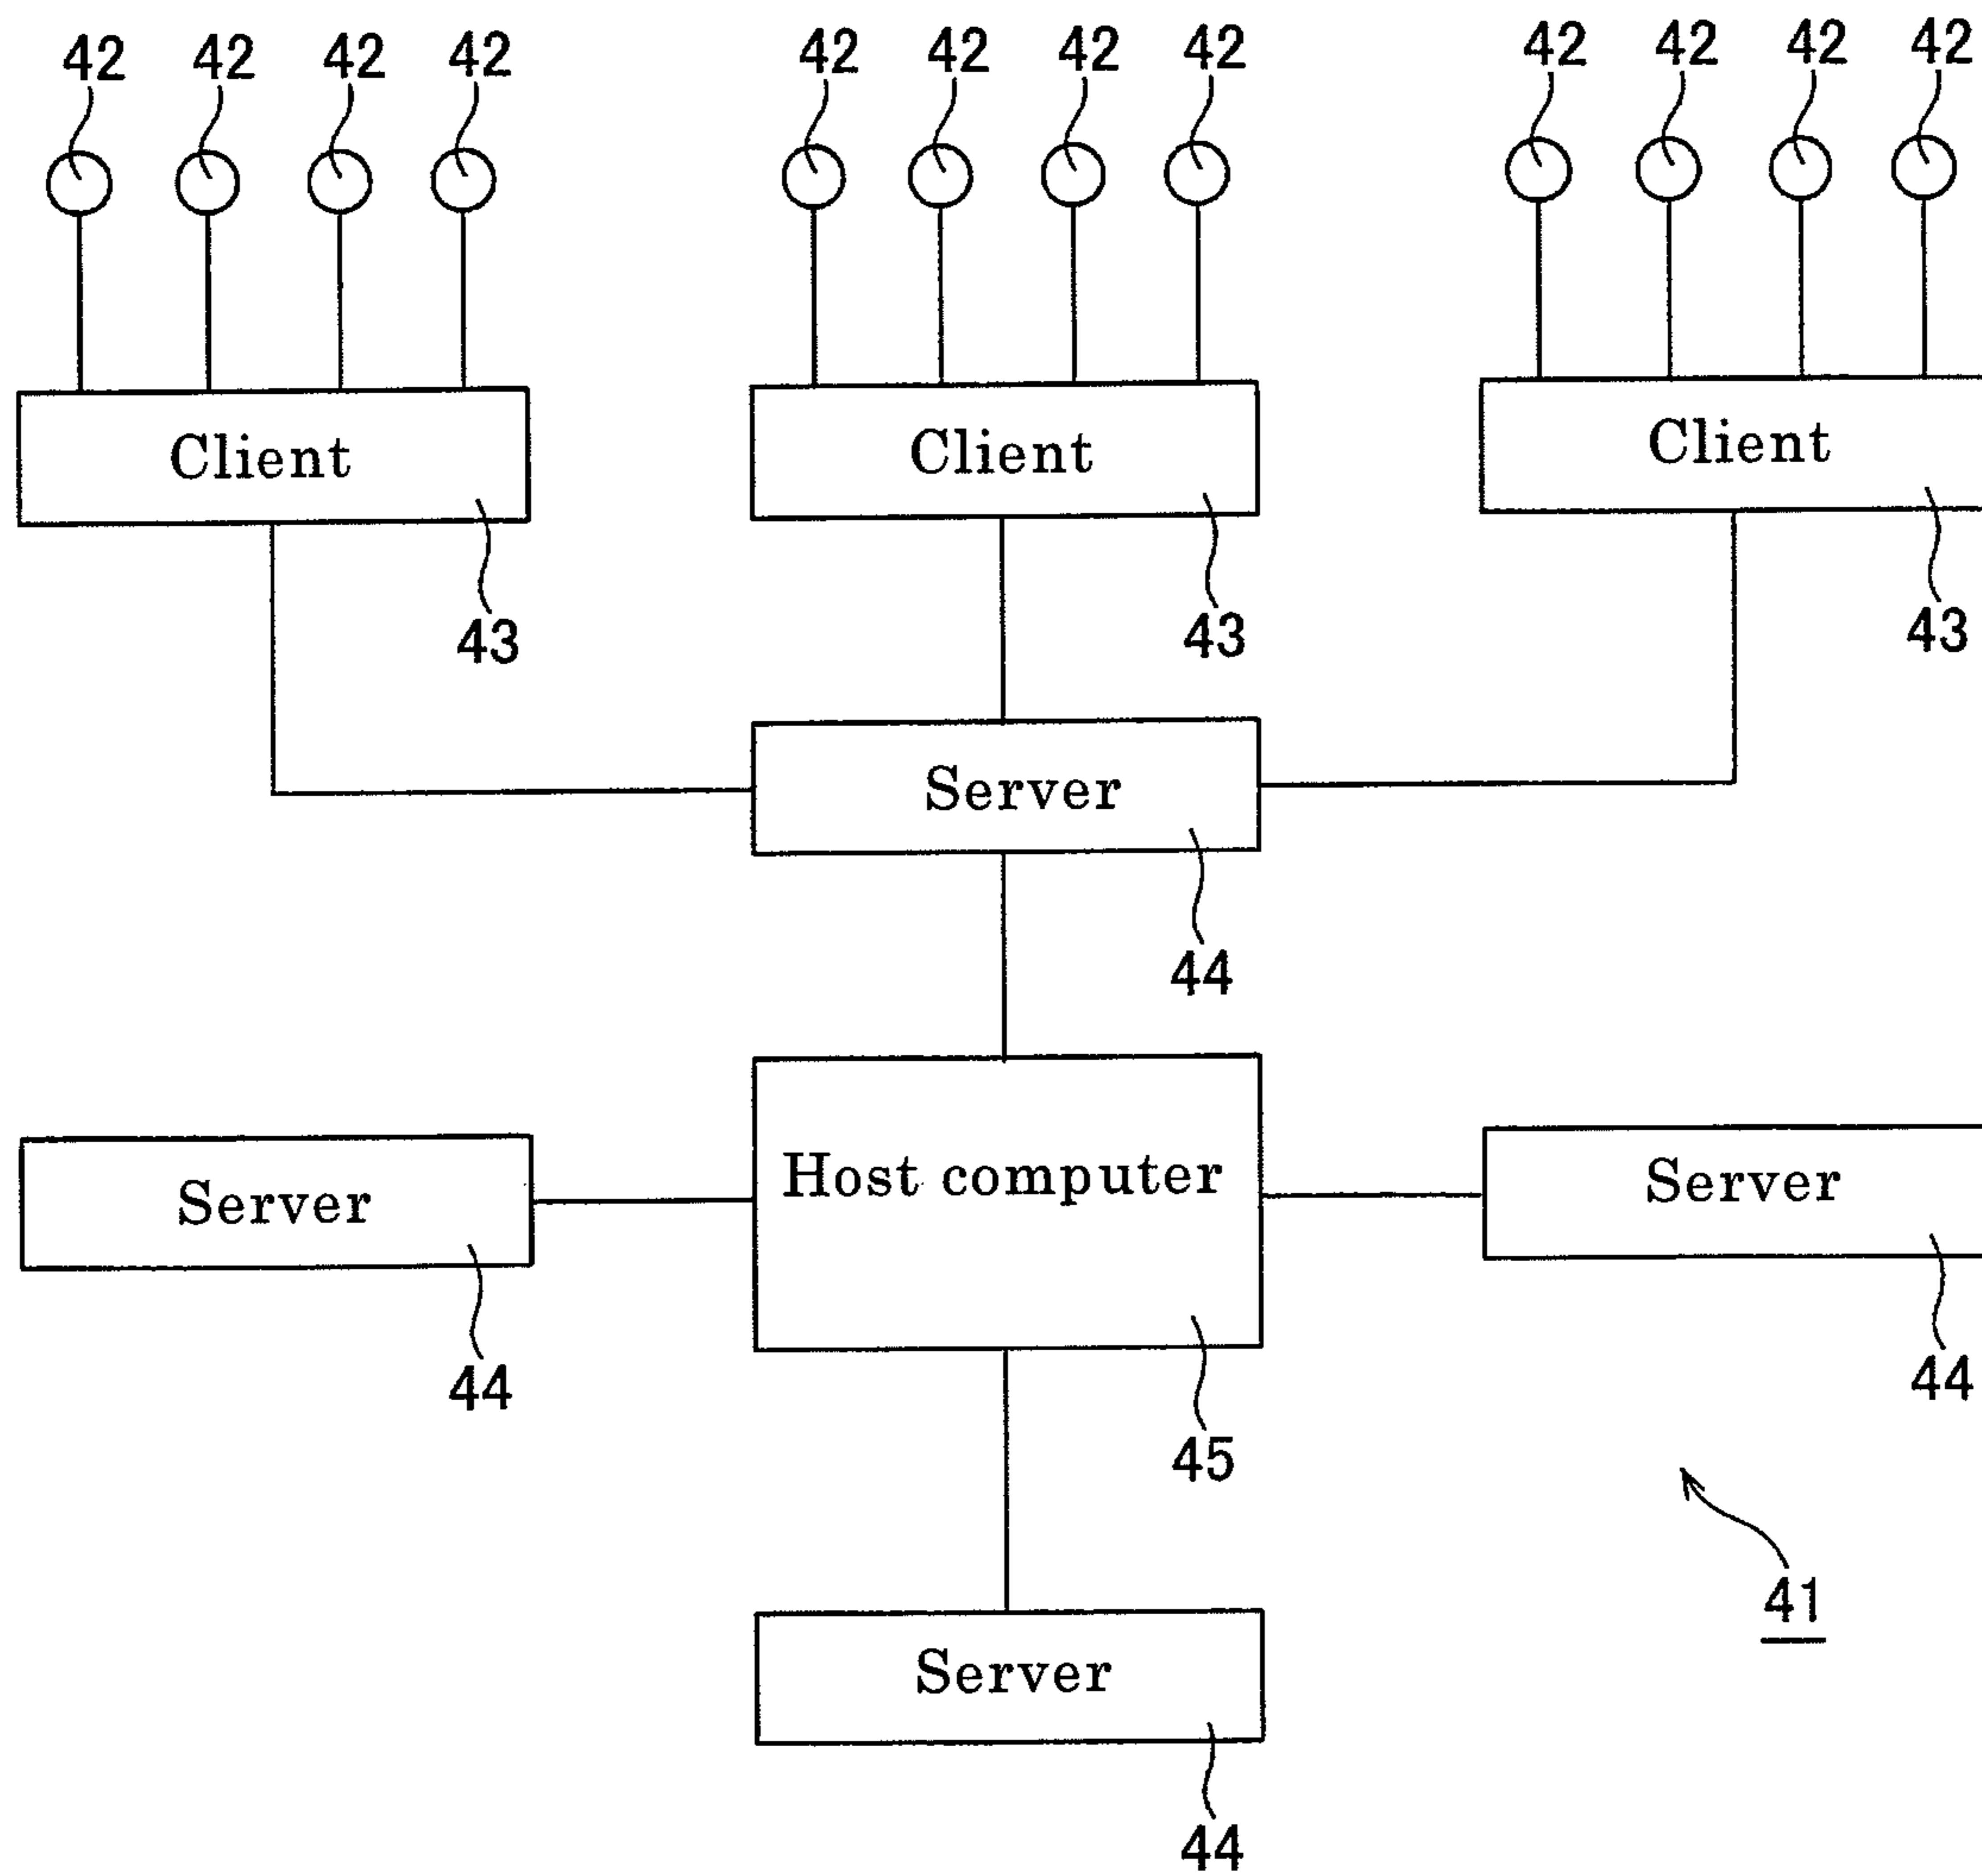 42 42 42 42 42 42 42 42 42 42 42 42
Client Client Client
43 43 43
Server
44
Host computer
Server Server
44 44
45
41
Server
44